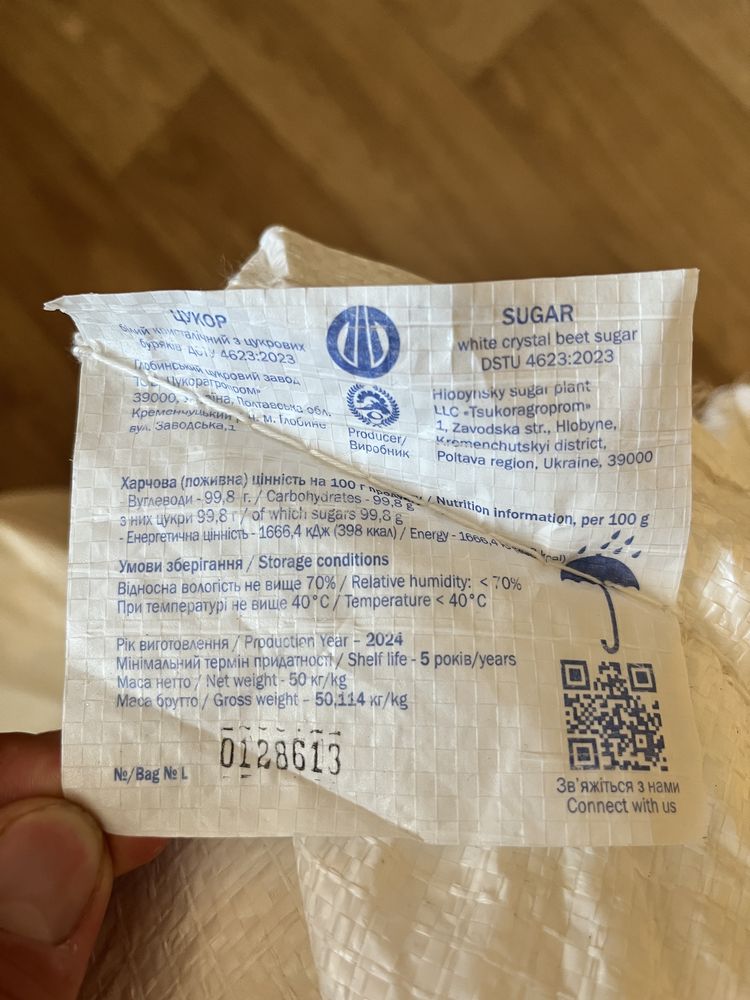 ЦУКОР
білий кристалічний з цукрових
буряків ДСТУ 4623:2023
Глобинський цукровий завод
ТОВ "Цукорагропром"
39000, Україна, Полтавська обл.
Кременчуцький м. Глобине
вул. Заводська,1
Producer/
Виробник
SUGAR
white crystal beet sugar
DSTU 4623:2023
Hlobynsky sugar plant
LLC «Tsukoragroprom»
1, Zavodska str., Hlobyne,
Kremenchutskyi district,
Poltava region, Ukraine, 39000
Харчова (поживна) цінність на 100 г продукту / Nutrition information, per 100 g
- Вуглеводи - 99,8 г. / Carbohydrates - 99,8 g
з них цукри 99,8 г / of which sugars 99,8 g
- Енергетична цінність - 1666,4 кДж (398 ккал) / Energy - 1666,4 kcal)
Умови зберігання / Storage conditions
Відносна вологість не вище 70% / Relative humidity: < 70%
При температурі не вище 40°C / Temperature < 40°C
Рік виготовлення / Production Year – 2024
Мінімальний термін придатності / Shelf life - 5 років/years
Маса нетто / Net weight - 50 кг/kg
Маса брутто / Gross weight – 50,114 кг/kg
№/Bag № L 0128613
Зв'яжіться з нами
Connect with us